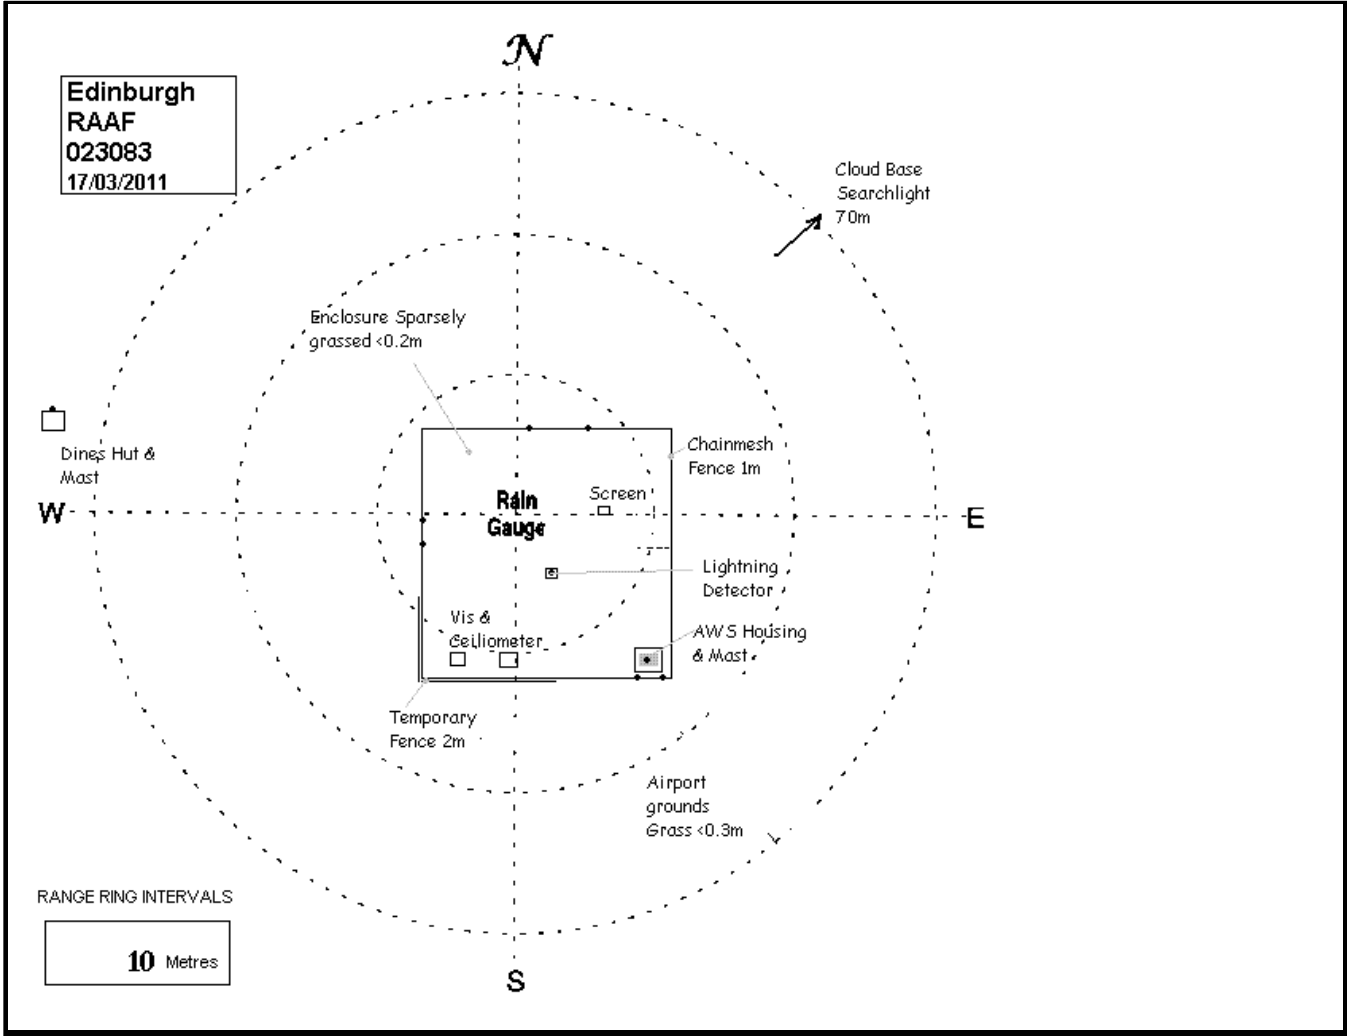 N
Edinburgh
RAAF
023083
17/03/2011
Cloud Base
Searchlight
70m
Enclosure Sparsely
grassed <0.2m
Dines Hut &
Mast
Chainmesh
Fence 1m
Screen
Rain
Gauge
W
E
Lightning
Detector
Vis &
Ceiliometer
AWS Housing
& Mast
Temporary
Fence 2m
Airport
grounds
Grass <0.3m
RANGE RING INTERVALS
10 Metres
S